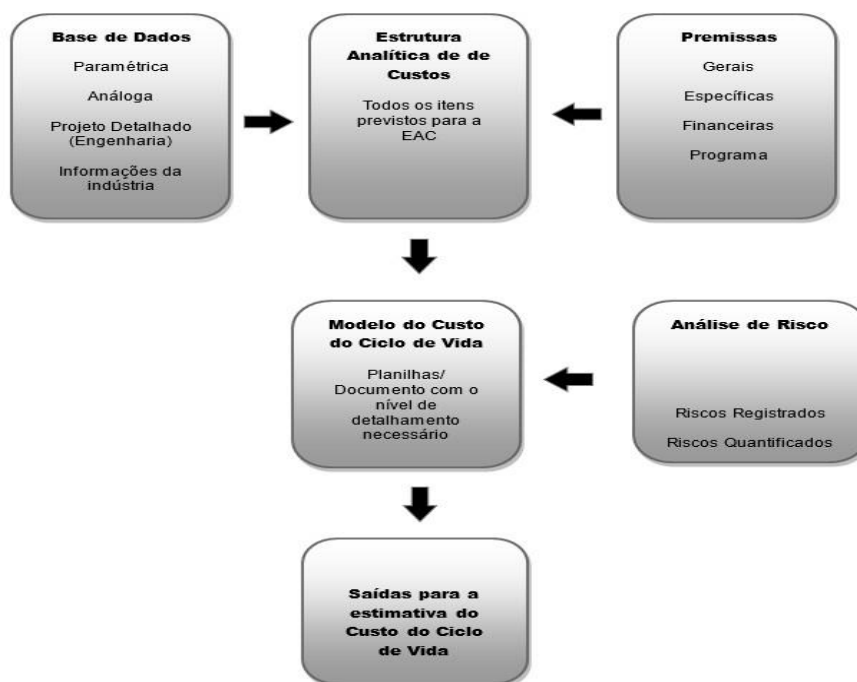 Base de Dados
Paramétrica
Análoga
Projeto Detalhado
(Engenharia)
Informações da
indústria
Estrutura
Analítica de de
Custos
Todos os itens
previstos para a
EAC
Premissas
Gerais
Específicas
Financeiras
Programa
Modelo do Custo
do Ciclo de Vida
Planilhas/
Documento com o
nível de
detalhamento
necessário
Análise de Risco
Riscos Registrados
Riscos Quantificados
Saídas para a
estimativa do
Custo do Ciclo
de Vida